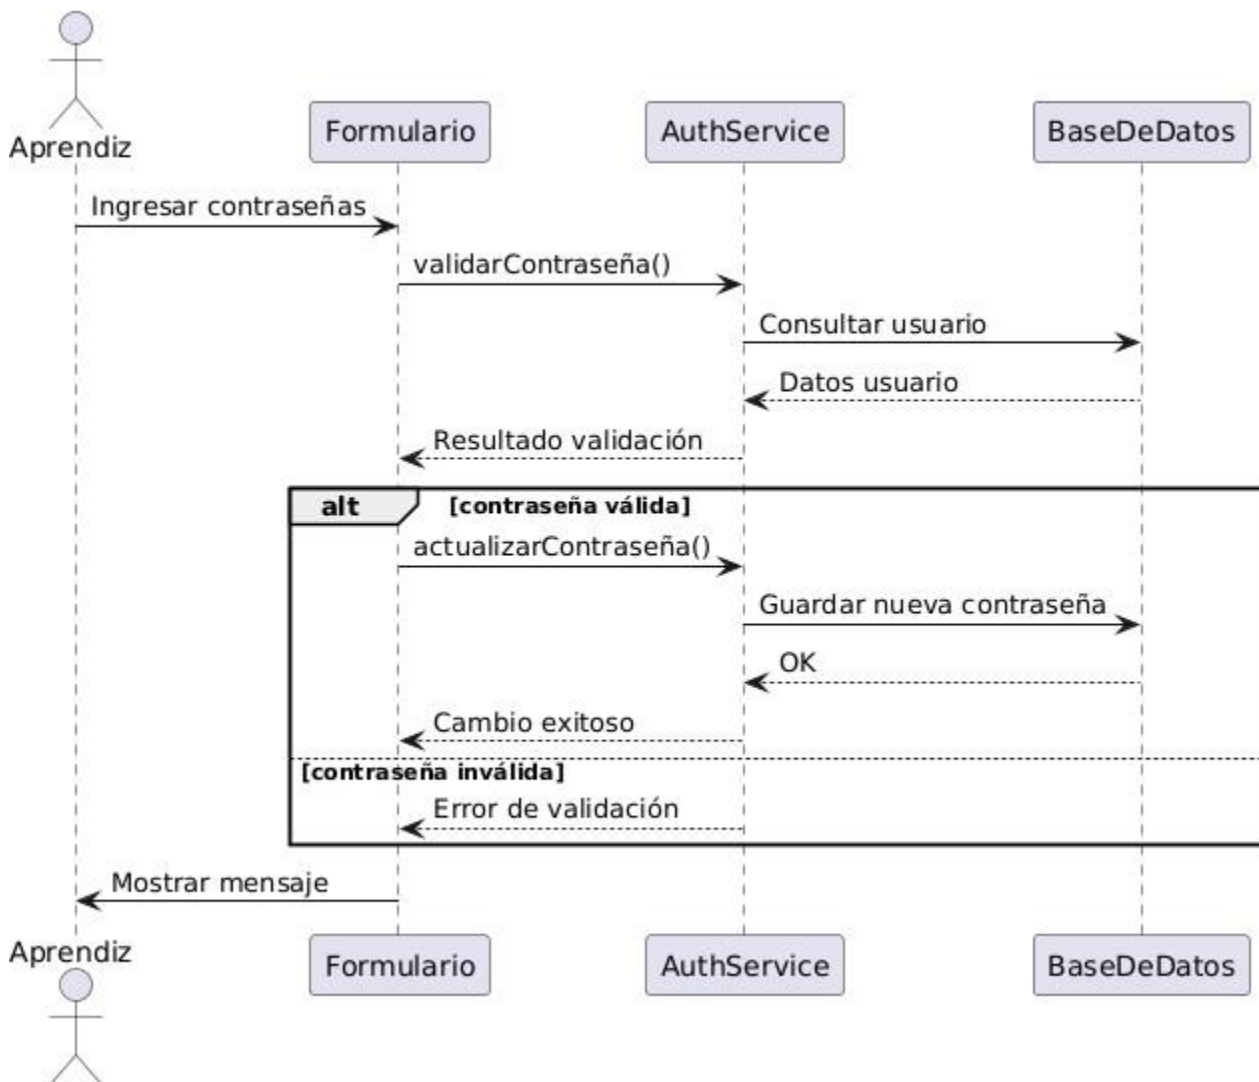 Aprendiz
Formulario
AuthService
BaseDeDatos
Ingresar contraseñas
validarContraseña()
Consultar usuario
Datos usuario
Resultado validación
alt
[contraseña válida]
actualizarContraseña()
Guardar nueva contraseña
OK
Cambio exitoso
[contraseña inválida]
Error de validación
Mostrar mensaje
Aprendiz
Formulario
AuthService
BaseDeDatos